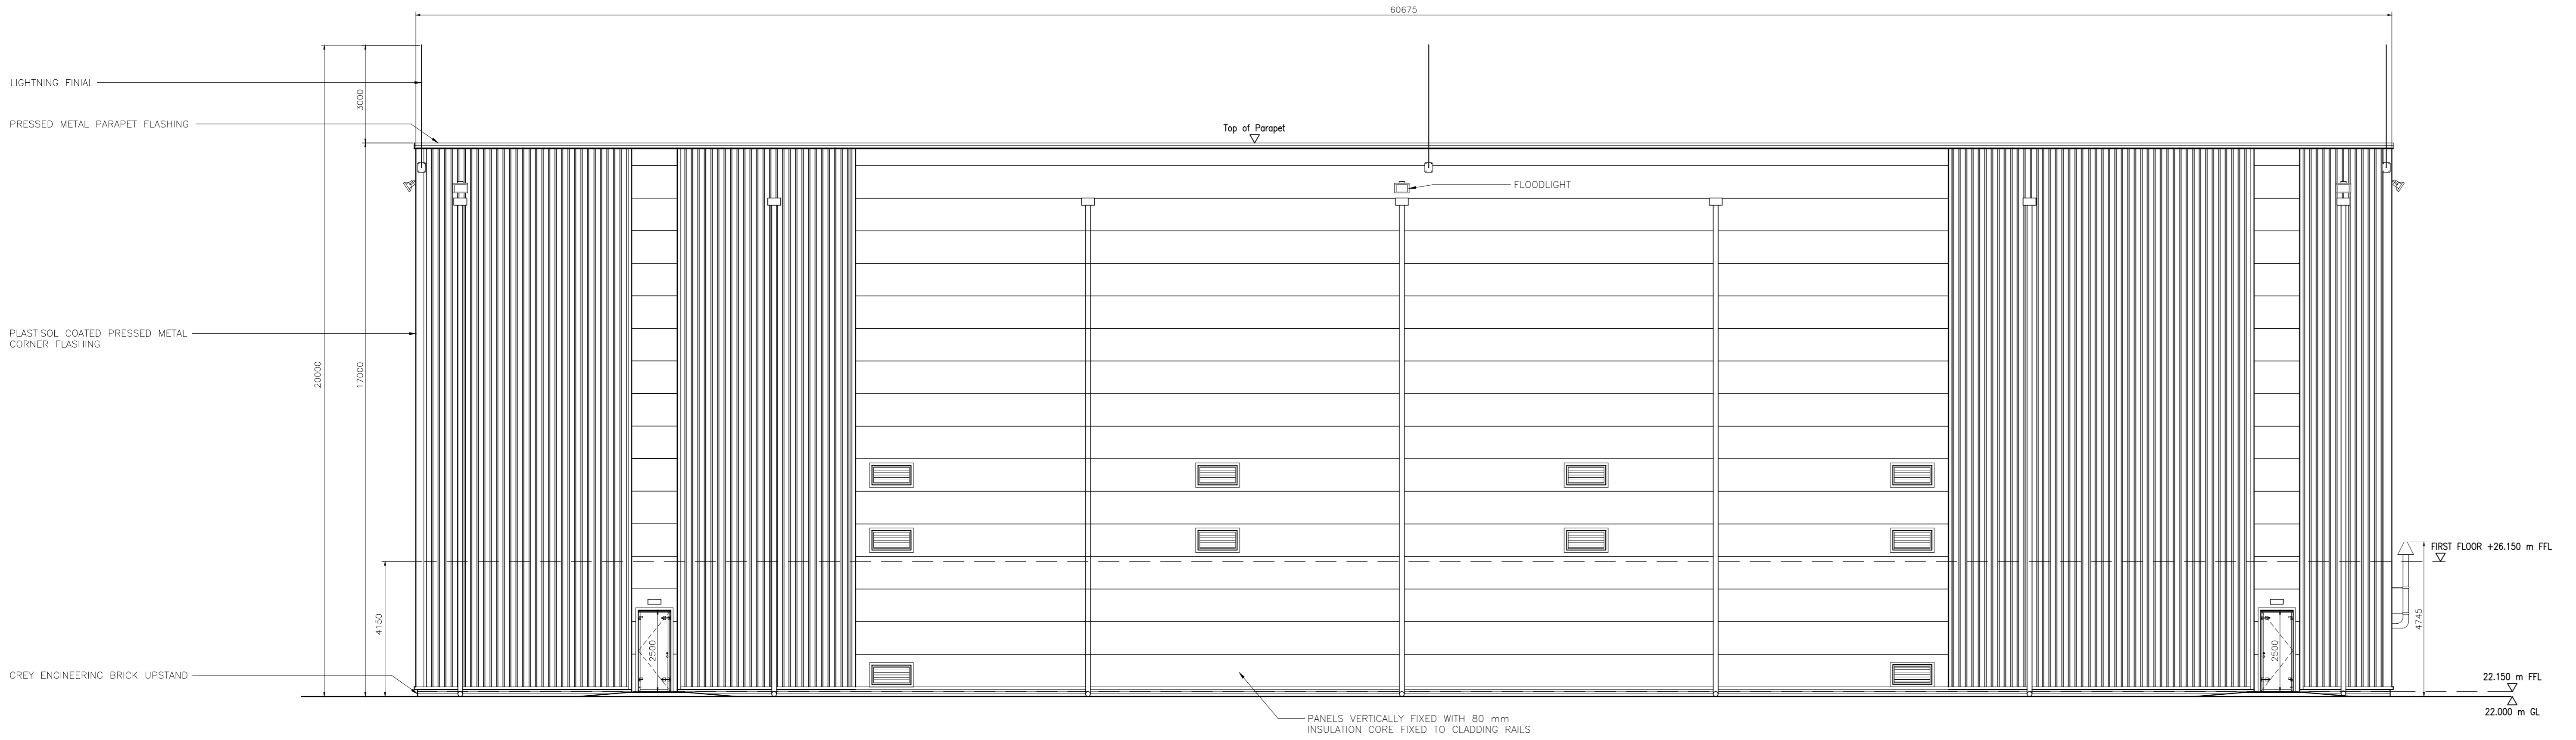 60675
LIGHTNING FINIAL
3000
PRESSED METAL PARAPET FLASHING
Top of Parapet
FLOODLIGHT
PLASTISOL COATED PRESSED METAL
CORNER FLASHING
20000
17000
FIRST FLOOR +26.150 m FFL
4150
2500
2500
4745
GREY ENGINEERING BRICK UPSTAND
22.150 m FFL
22.000 m GL
PANELS VERTICALLY FIXED WITH 80 mm
INSULATION CORE FIXED TO CLADDING RAILS